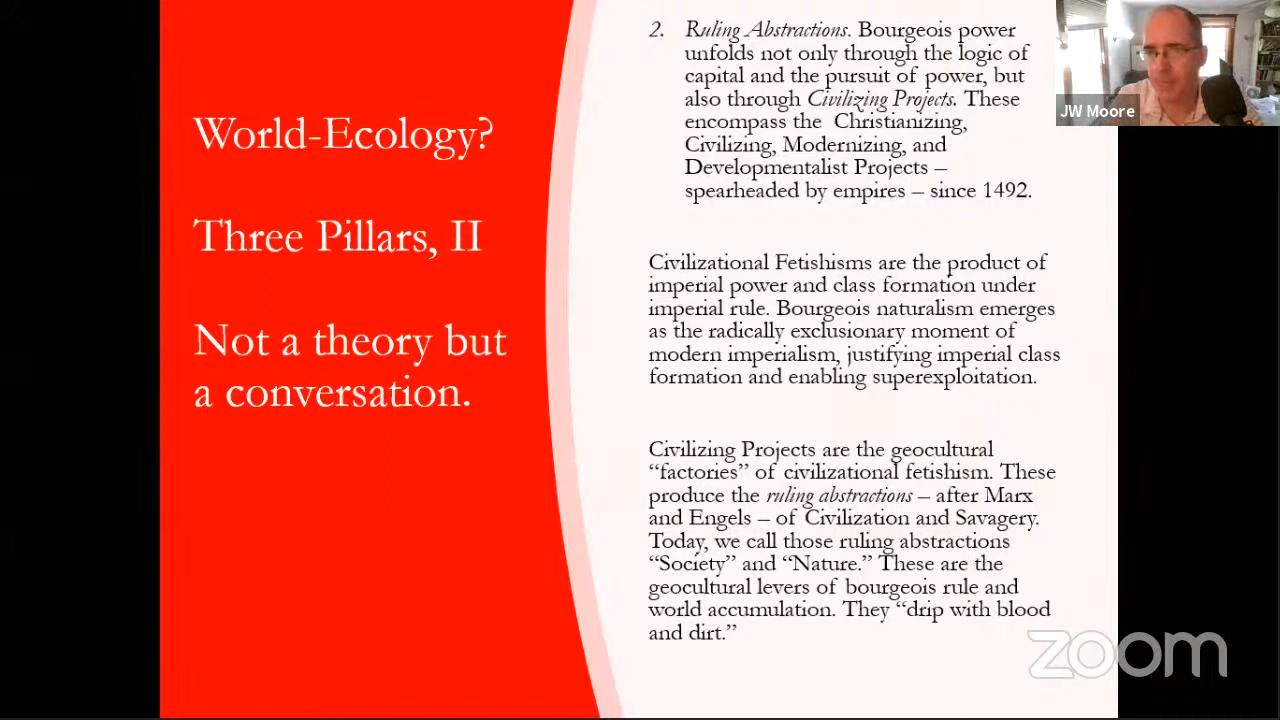 World-Ecology?
Three Pillars, II
Not a theory but
a conversation.
2. Ruling Abstractions. Bourgeois power
unfolds not only through the logic of
capital and the pursuit of power, but
also through Civilizing Projects. These
encompass the Christianizing,
Civilizing, Modernizing, and
Developmentalist Projects –
spearheaded by empires – since 1492.
Civilizational Fetishisms are the product of
imperial power and class formation under
imperial rule. Bourgeois naturalism emerges
as the radically exclusionary moment of
modern imperialism, justifying imperial class
formation and enabling superexploitation.
Civilizing Projects are the geocultural
“factories” of civilizational fetishism. These
produce the ruling abstractions – after Marx
and Engels – of Civilization and Savagery.
Today, we call those ruling abstractions
“Society” and “Nature.” These are the
geocultural levers of bourgeois rule and
world accumulation. They “drip with blood
and dirt.”
JW Moore
zoom